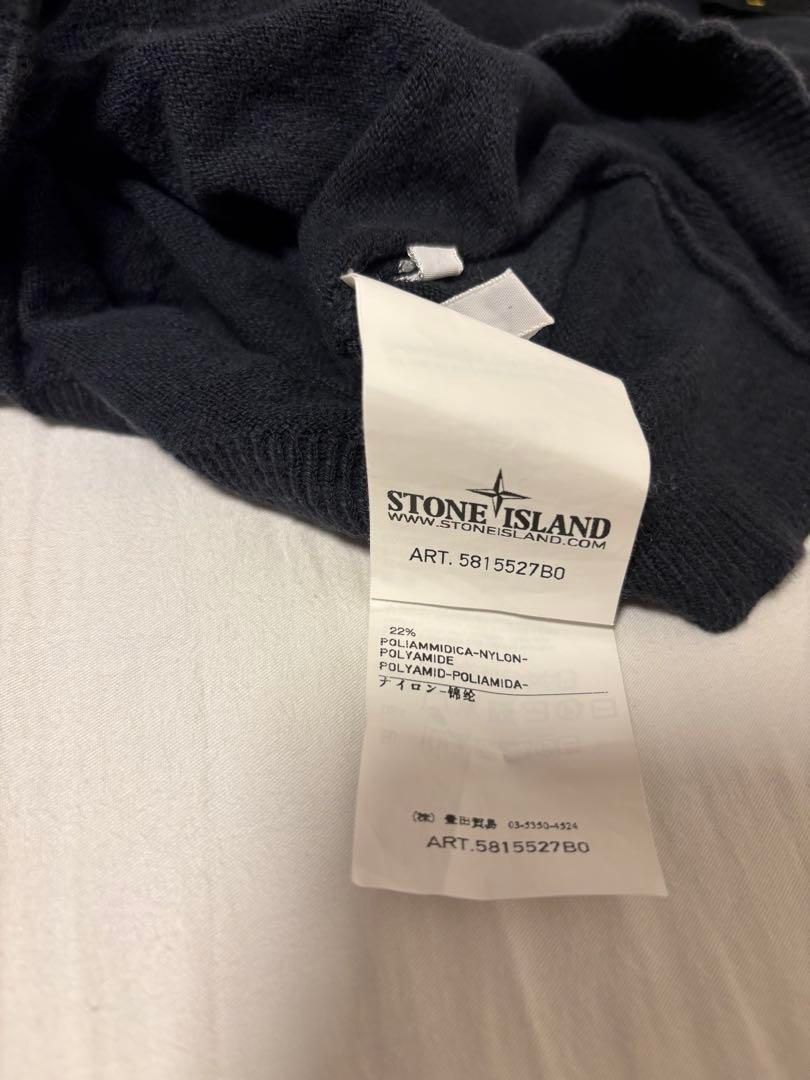 STONE ISLAND
WWW.STONEISLAND.COM
ART. 5815527B0
22%
POLIAMMIDICA-NYLON-
POLYAMIDE
POLYAMID-POLIAMIDA-
ナイロン-锦纶
(株) 豊田貿易 03-5350-4524
ART.5815527B0